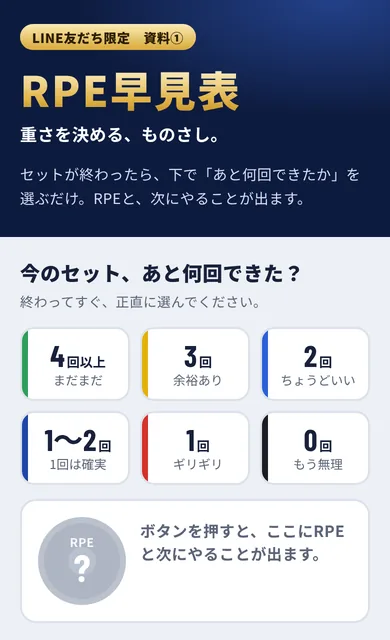 LINE友だち限定　資料①
RPE早見表
重さを決める、ものさし。
セットが終わったら、下で「あと何回できたか」を
選ぶだけ。RPEと、次にやることが出ます。
今のセット、あと何回できた？
終わってすぐ、正直に選んでください。
4回以上
まだまだ
3回
余裕あり
2回
ちょうどいい
1〜2回
1回は確実
1回
ギリギリ
0回
もう無理
RPE
?
ボタンを押すと、ここにRPE
と次にやることが出ます。